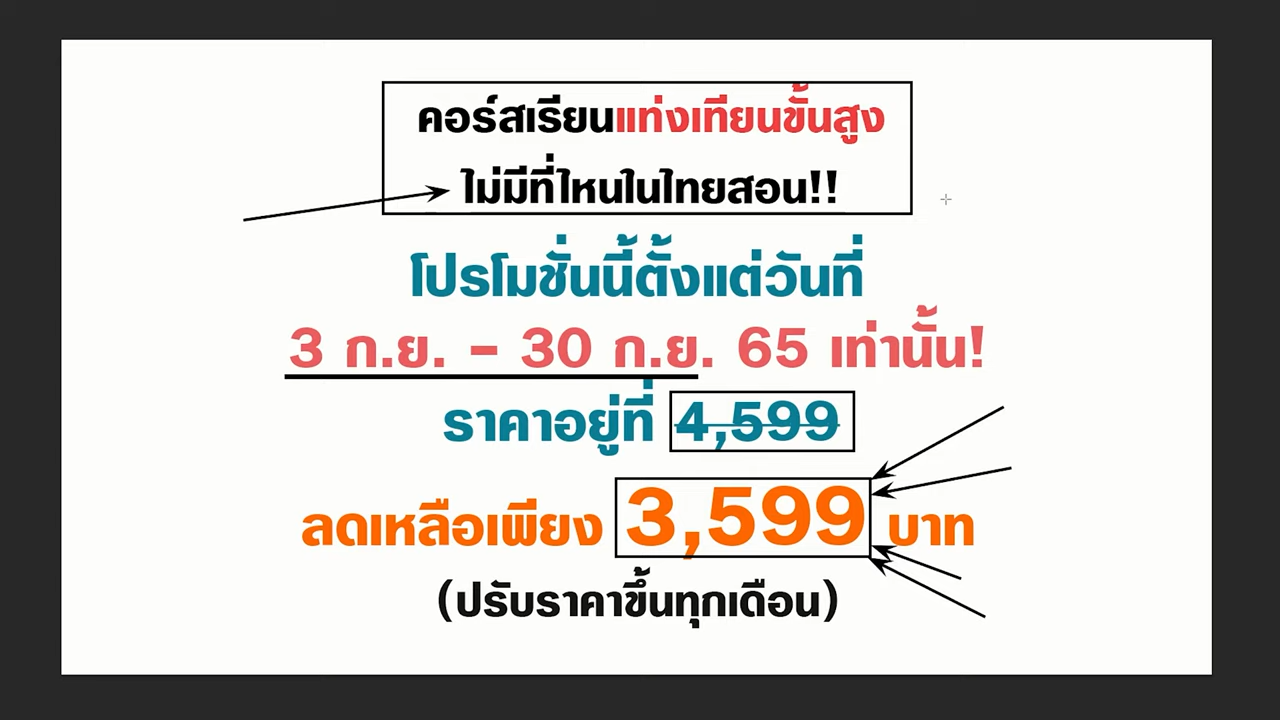 คอร์สเรียนแท่งเทียนขั้นสูง
ไม่มีที่ไหนในไทยสอน!!
โปรโมชั่นนี้ตั้งแต่วันที่
3 ก.ย. - 30 ก.ย. 65 เท่านั้น!
ราคาอยู่ที่ 4,599
ลดเหลือเพียง 3,599 บาท
(ปรับราคาขึ้นทุกเดือน)